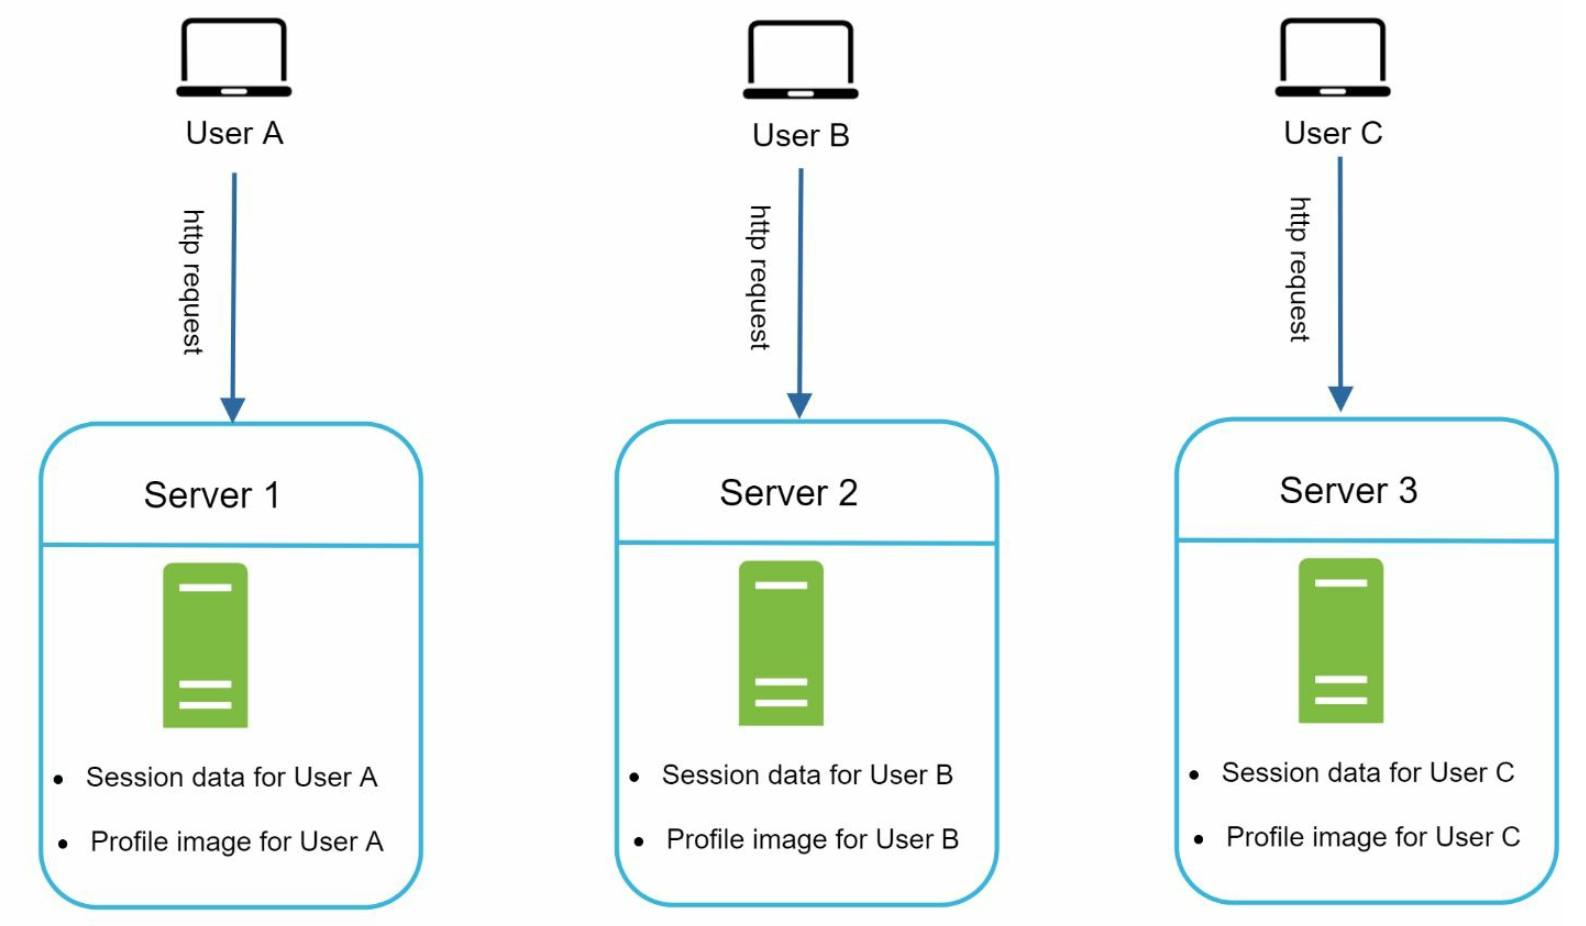 User A
User B
User C
http request
http request
http request
Server 1
Server 2
Server 3
• Session data for User A
• Profile image for User A
• Session data for User B
• Profile image for User B
• Session data for User C
• Profile image for User C